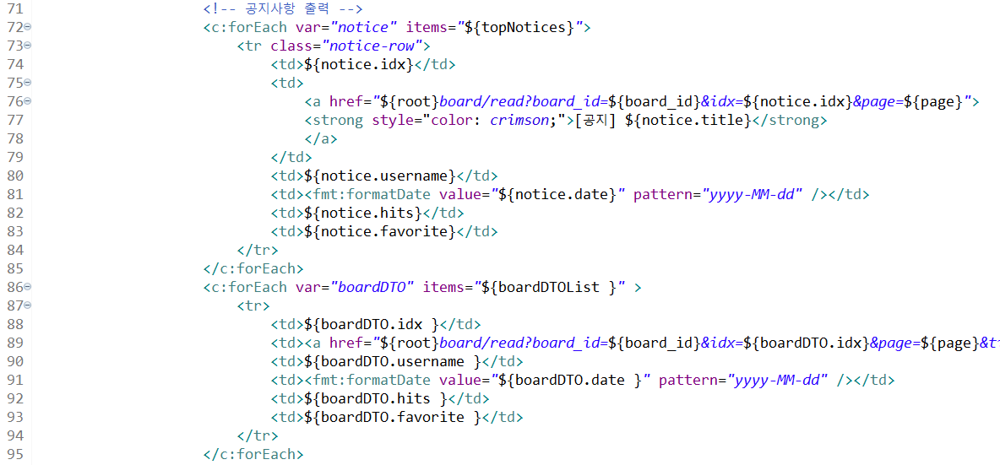 71 <!-- 공지사항 출력 -->
72 <c:forEach var="notice" items="${topNotices}">
73 <tr class="notice-row">
74 <td>${notice.idx}</td>
75 <td>
76 <a href="${root}board/read?board_id=${board_id}&idx=${notice.idx}&page=${page}">
77 <strong style="color: crimson;">[공지] ${notice.title}</strong>
78 </a>
79 </td>
80 <td>${notice.username}</td>
81 <td><fmt:formatDate value="${notice.date}" pattern="yyyy-MM-dd" /></td>
82 <td>${notice.hits}</td>
83 <td>${notice.favorite}</td>
84 </tr>
85 </c:forEach>
86 <c:forEach var="boardDTO" items="${boardDTOList }" >
87 <tr>
88 <td>${boardDTO.idx }</td>
89 <td><a href="${root}board/read?board_id=${board_id}&idx=${boardDTO.idx}&page=${page}
90 <td>${boardDTO.username }</td>
91 <td><fmt:formatDate value="${boardDTO.date }" pattern="yyyy-MM-dd" /></td>
92 <td>${boardDTO.hits }</td>
93 <td>${boardDTO.favorite }</td>
94 </tr>
95 </c:forEach>